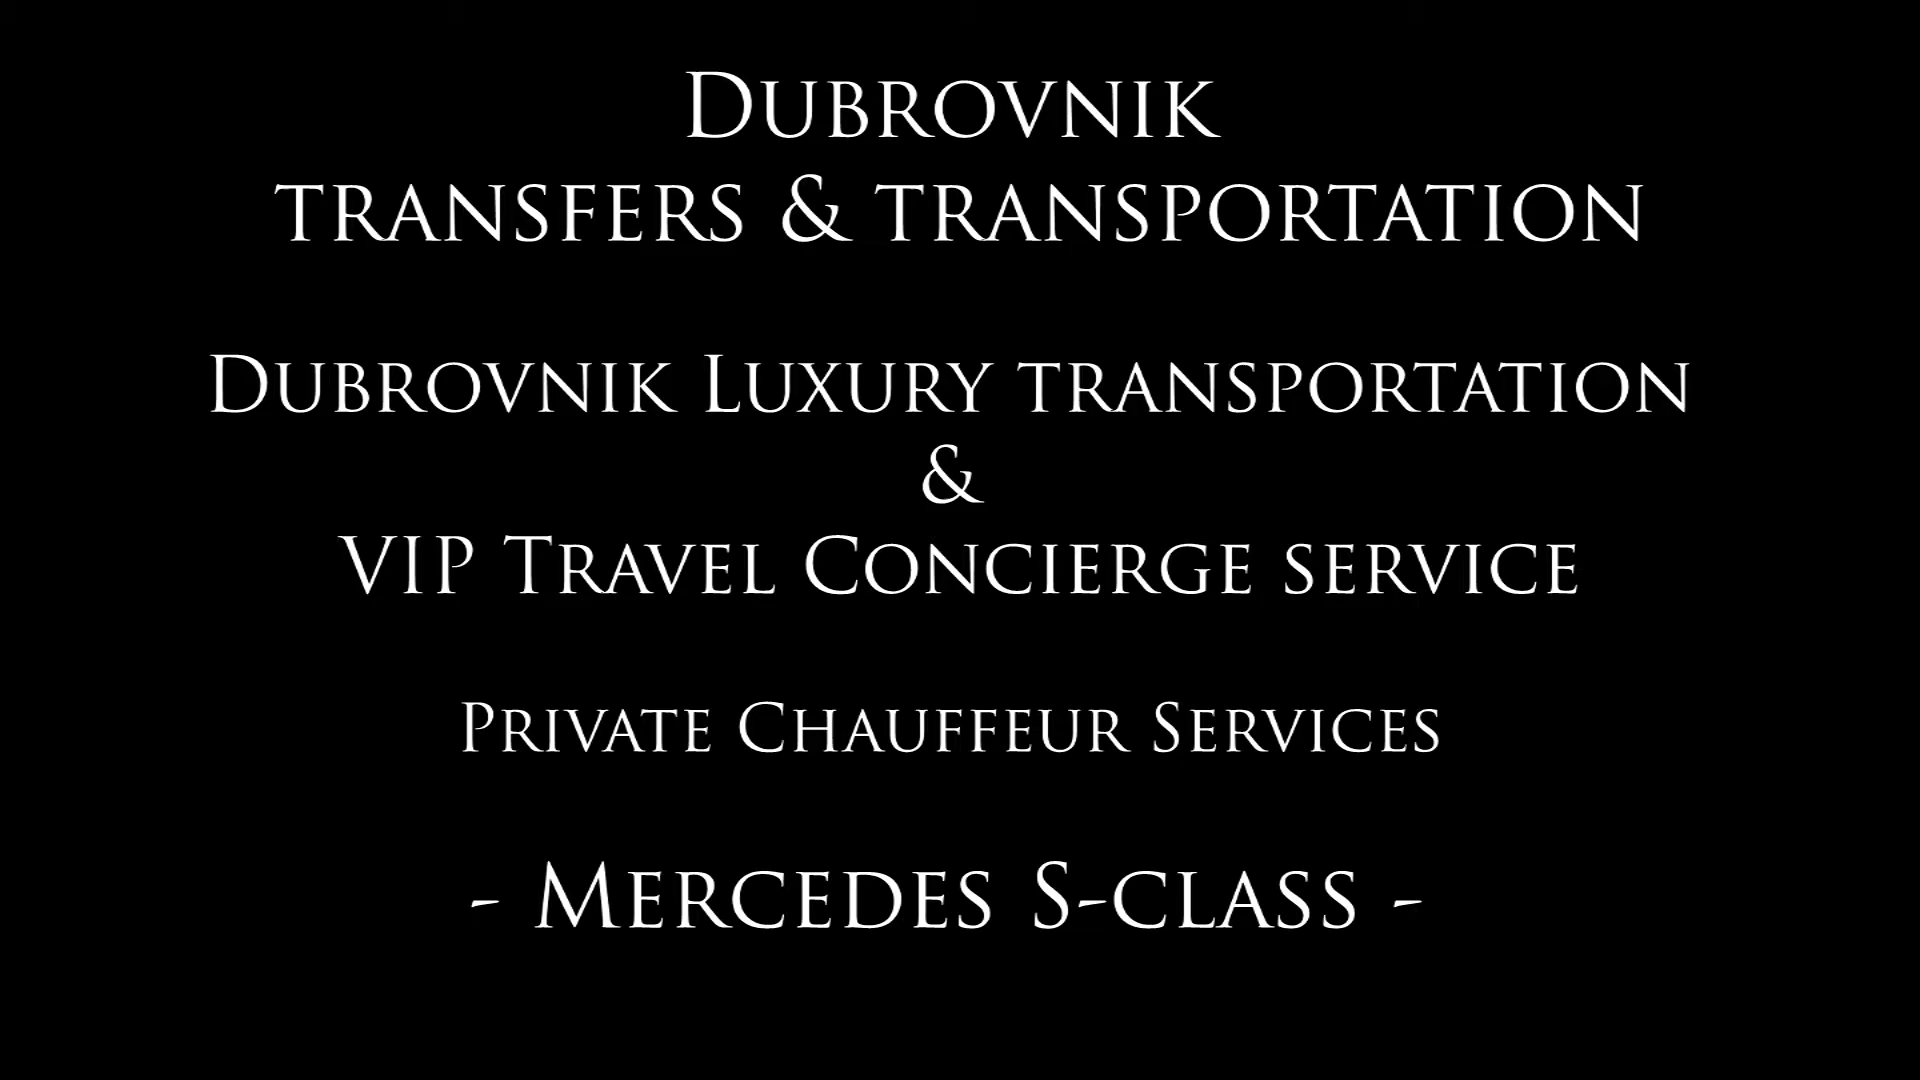 Dubrovnik
transfers & transportation
Dubrovnik Luxury transportation
&
VIP Travel Concierge service
Private Chauffeur Services
- Mercedes S-class -